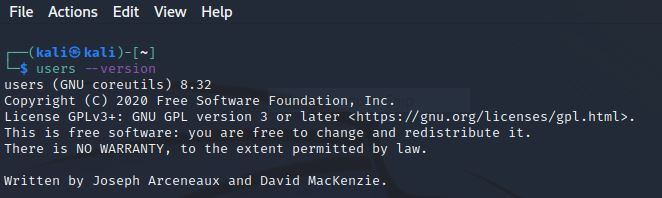 File Actions Edit View Help
┌──(kali㉿kali)-[~]
└─$ users --version
users (GNU coreutils) 8.32
Copyright (C) 2020 Free Software Foundation, Inc.
License GPLv3+: GNU GPL version 3 or later <https://gnu.org/licenses/gpl.html>.
This is free software: you are free to change and redistribute it.
There is NO WARRANTY, to the extent permitted by law.
Written by Joseph Arceneaux and David MacKenzie.